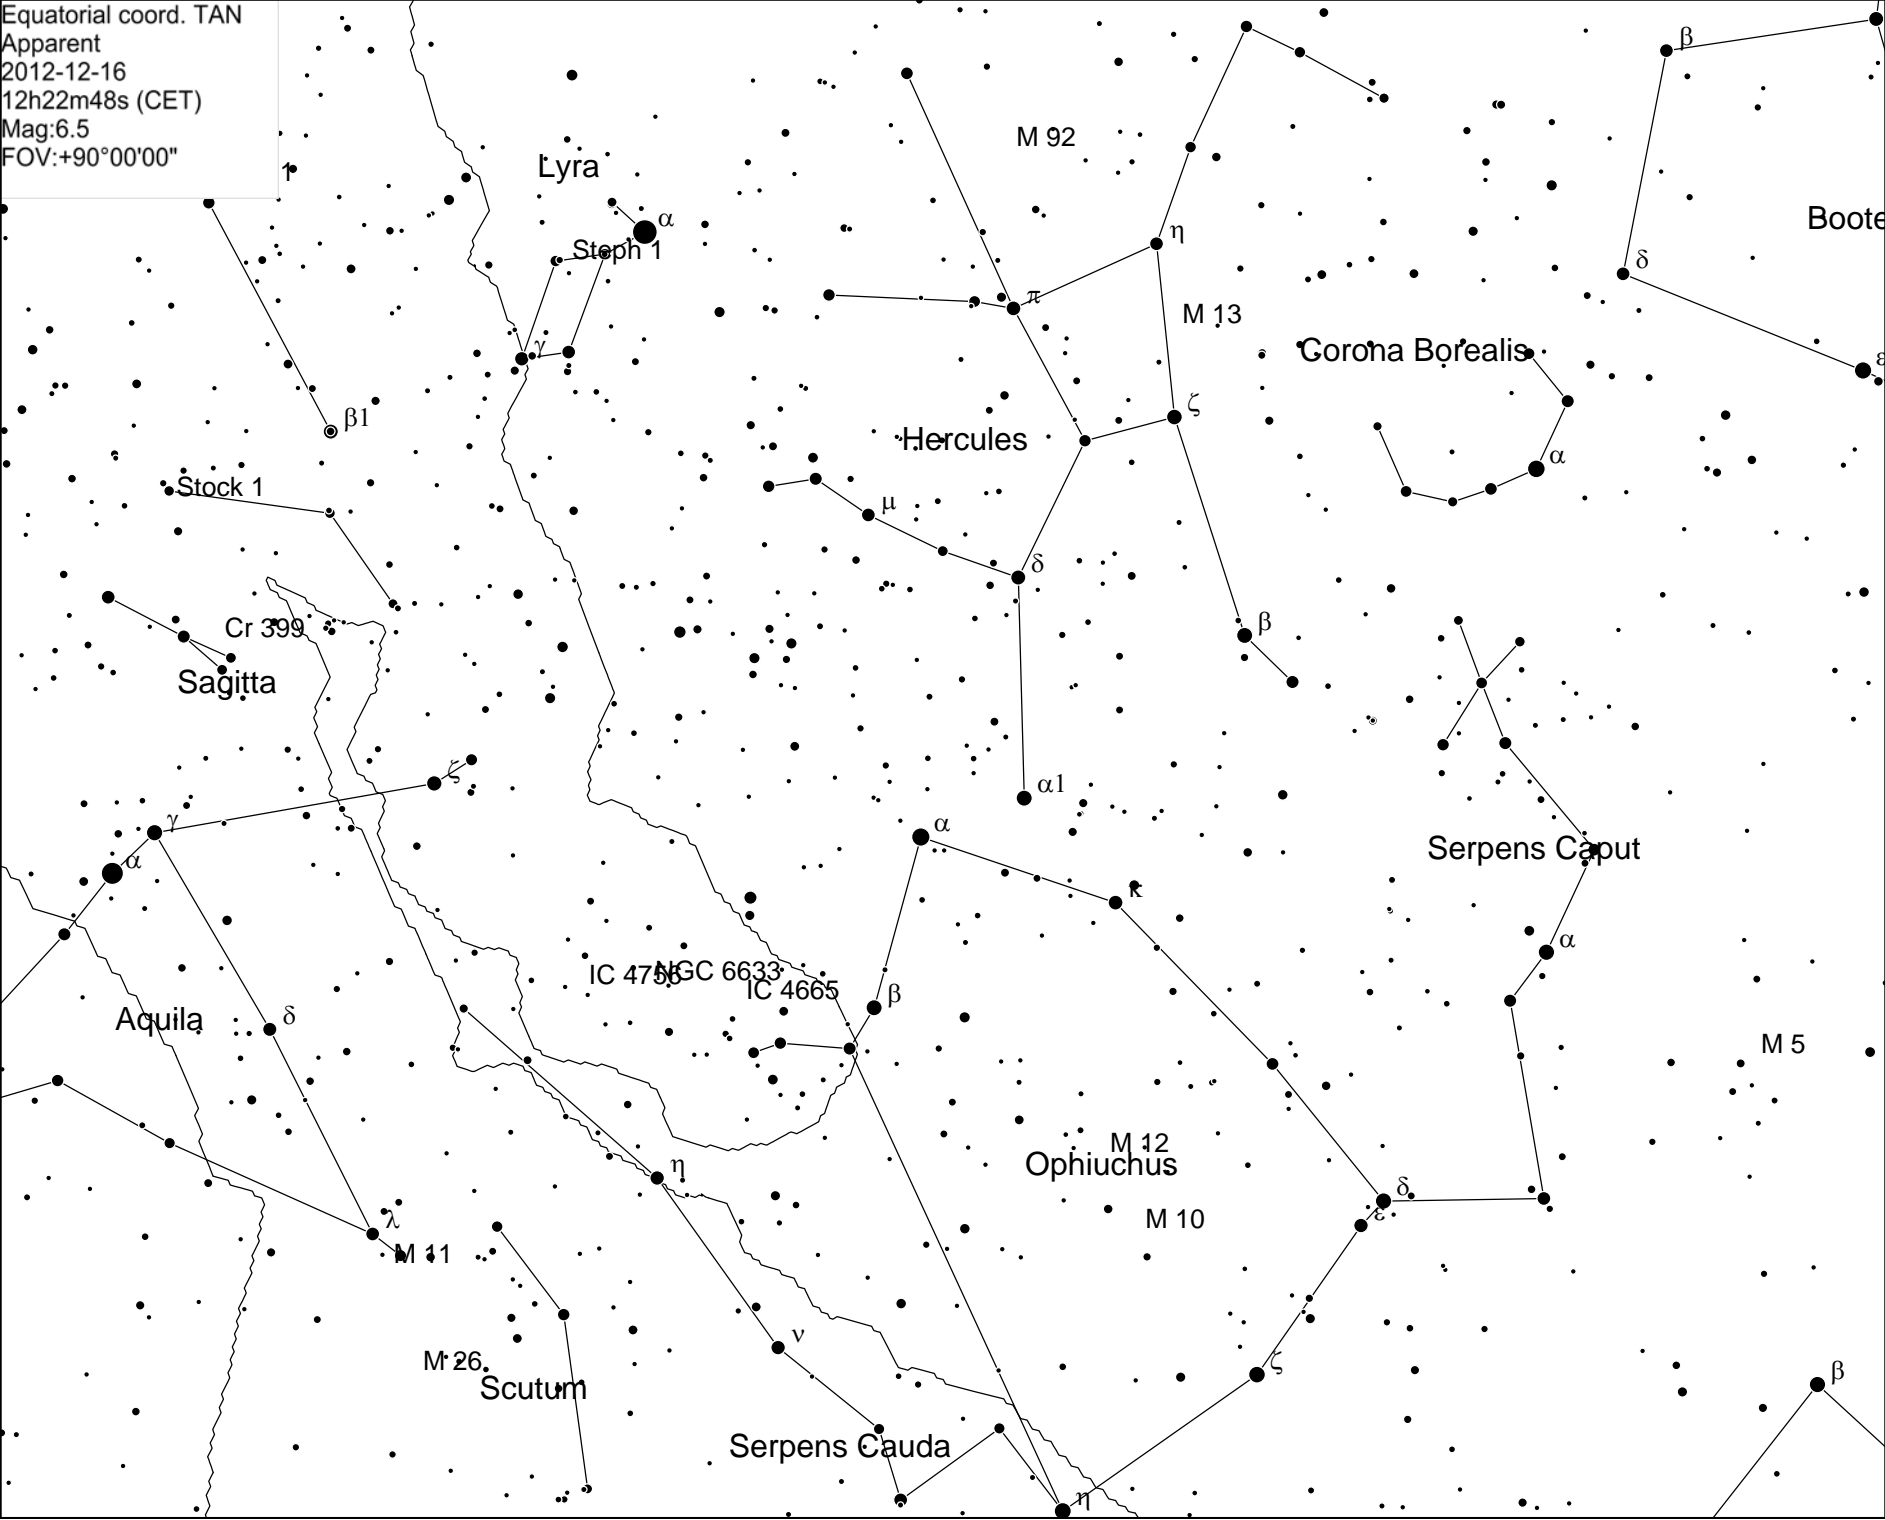 Equatorial coord. TAN
Apparent
2012-12-16
12h22m48s (CET)
Mag:6.5
FOV:+90°00'00"
1
β
M 92
Lyra
α
Boote
η
Steph 1
δ
π
M 13
γ
Corona Borealis
ε
β1
ζ
Hercules
α
Stock 1
μ
δ
Cr 399
β
Sagitta
ζ
α1
γ
α
Serpens Caput
α
κ
α
IC 4756
NGC 6633
IC 4665
β
Aquila
δ
M 5
M 12
Ophiuchus
η
δ
ε
λ
M 10
M 11
ν
M 26
ζ
Scutum
β
Serpens Cauda
η